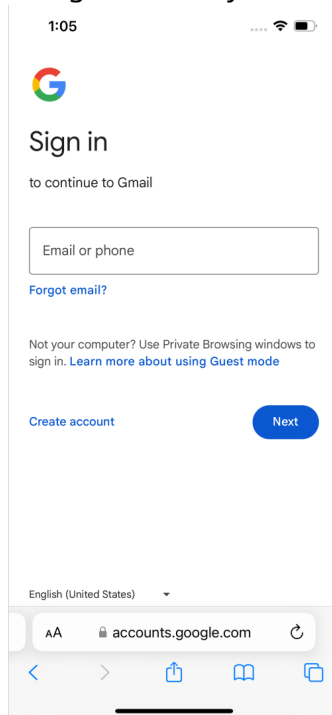 1:05
Sign in
to continue to Gmail
Email or phone
Forgot email?
Not your computer? Use Private Browsing windows to
sign in. Learn more about using Guest mode
Create account
Next
English (United States)
AA
accounts.google.com